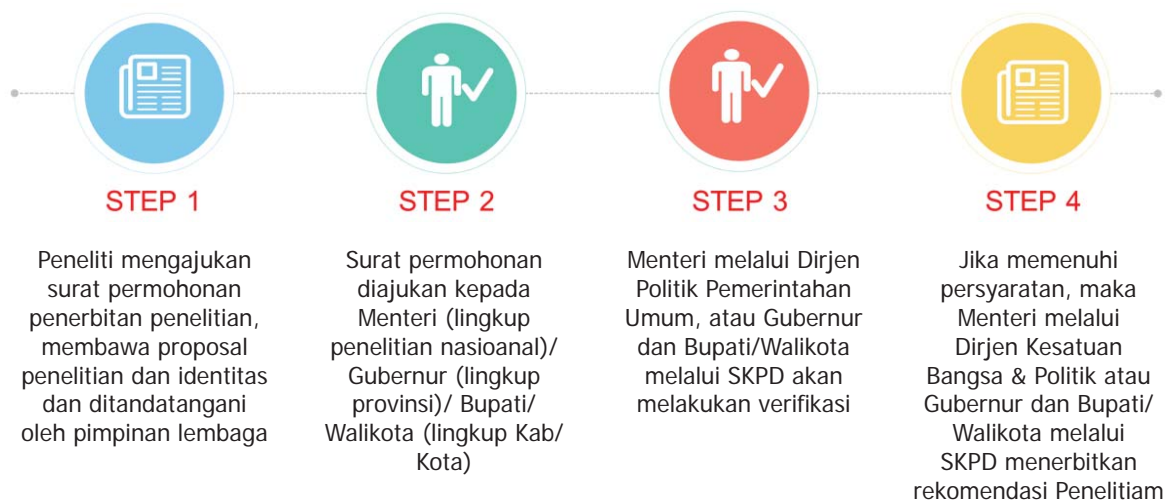 STEP 1
Peneliti mengajukan
surat permohonan
penerbitan penelitian,
membawa proposal
penelitian dan identitas
dan ditandatangani
oleh pimpinan lembaga
STEP 2
Surat permohonan
diajukan kepada
Menteri (lingkup
penelitian nasioanal)/
Gubernur (lingkup
provinsi)/ Bupati/
Walikota (lingkup Kab/
Kota)
STEP 3
Menteri melalui Dirjen
Politik Pemerintahan
Umum, atau Gubernur
dan Bupati/Walikota
melalui SKPD akan
melakukan verifikasi
STEP 4
Jika memenuhi
persyaratan, maka
Menteri melalui
Dirjen Kesatuan
Bangsa & Politik atau
Gubernur dan Bupati/
Walikota melalui
SKPD menerbitkan
rekomendasi Penelitiam